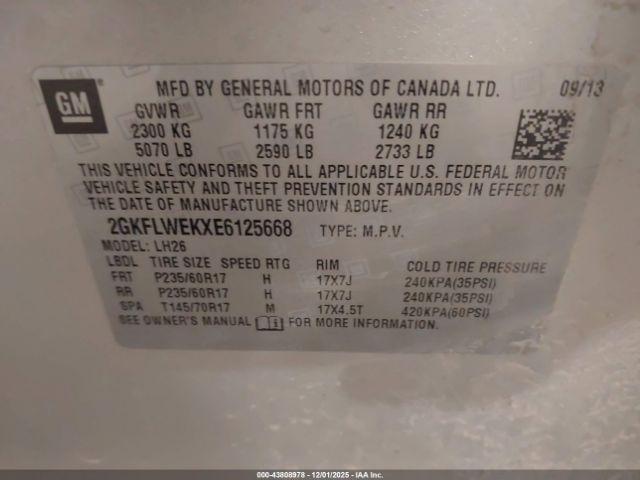 GM
MFD BY GENERAL MOTORS OF CANADA LTD. 09/13
GVWR GAWR FRT GAWR RR
2300 KG 1175 KG 1240 KG
5070 LB 2590 LB 2733 LB
THIS VEHICLE CONFORMS TO ALL APPLICABLE U.S. FEDERAL MOTOR
VEHICLE SAFETY AND THEFT PREVENTION STANDARDS IN EFFECT ON
THE DATE OF MANUFACTURE SHOWN ABOVE.
2GKFLWEKXE6125668 TYPE: M.P.V.
MODEL: LH26
LBDL TIRE SIZE SPEED RTG RIM COLD TIRE PRESSURE
FRT P235/60R17 H 17X7J 240KPA(35PSI)
RR P235/60R17 H 17X7J 240KPA(35PSI)
SPA T145/70R17 M 17X4.5T 420KPA(60PSI)
SEE OWNER'S MANUAL FOR MORE INFORMATION.
000-43808978 - 12/01/2025 - IAA, Inc.